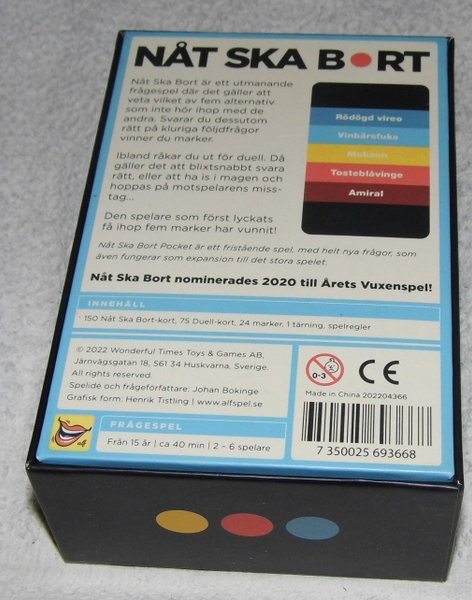 NÅT SKA BORT
Nåt Ska Bort är ett utmanande
frågespel där det gäller att
veta vilket av fem alternativ
som inte hör ihop med de
andra. Svarar du dessutom
rätt på kluriga följdfrågor
vinner du marker.
Ibland råkar du ut för duell. Då
gäller det att blixtsnabbt svara
rätt, eller att ha is i magen och
hoppas på motspelarens miss-
tag...
Den spelare som först lyckats
få ihop fem marker har vunnit!
Rödögd vireo
Vinbärsfuks
Makaon
Tosteblåvinge
Amiral
Nåt Ska Bort Pocket är ett fristående spel, med helt nya frågor, som
även fungerar som expansion till det stora spelet.
Nåt Ska Bort nominerades 2020 till Årets Vuxenspel!
INNEHÅLL
150 Nåt Ska Bort-kort, 75 Duell-kort, 24 marker, 1 tärning, spelregler
© 2022 Wonderful Times Toys & Games AB,
Järnvägsgatan 18, 561 34 Huskvarna, Sverige.
All rights reserved.
Spelidé och frågeförfattare: Johan Bokinge
Grafisk form: Henrik Tistling / www.alfspel.se
0-3
CE
Made in China 202204366
7 350025 693668
alf
FRÅGESPEL
Från 15 år | ca 40 min | 2 – 6 spelare